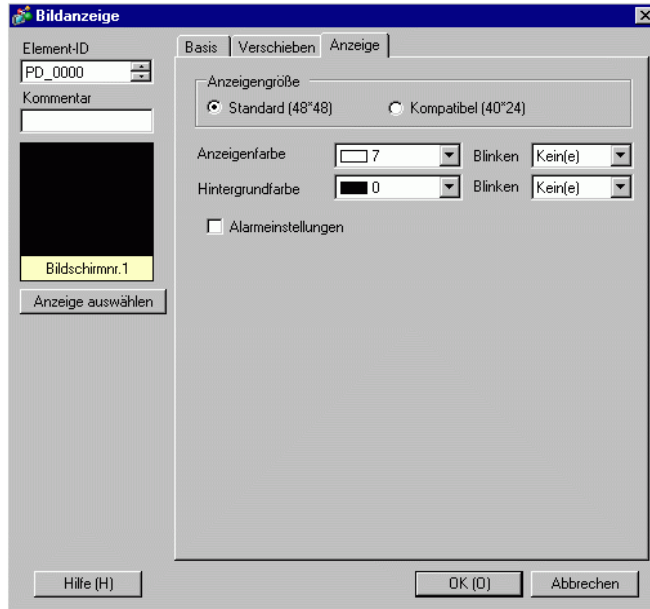 Bildanzeige
Element-ID
PD_0000
Kommentar
Bildschirmnr.1
Anzeige auswählen
Basis Verschieben Anzeige
Anzeigengröße
Standard (48*48) Kompatibel (40*24)
Anzeigenfarbe 7 Blinken Kein(e)
Hintergrundfarbe 0 Blinken Kein(e)
Alarmeinstellungen
Hilfe (H) OK (O) Abbrechen